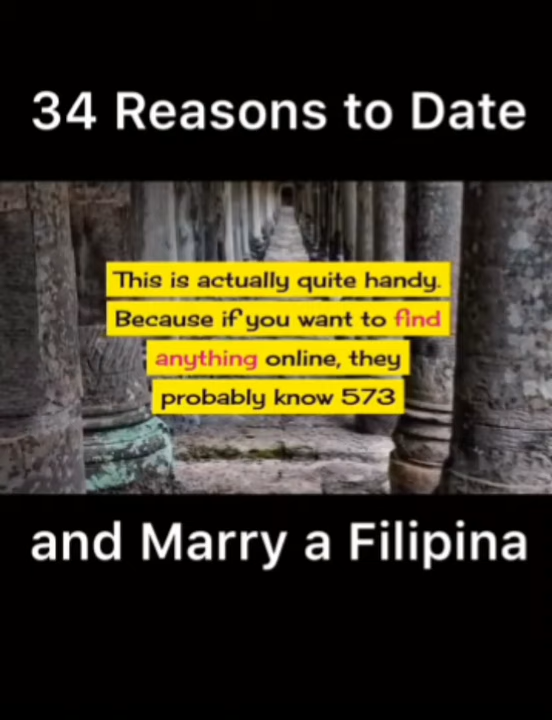 34 Reasons to Date
This is actually quite handy.
Because if you want to find
anything online, they
probably know 573
and Marry a Filipina